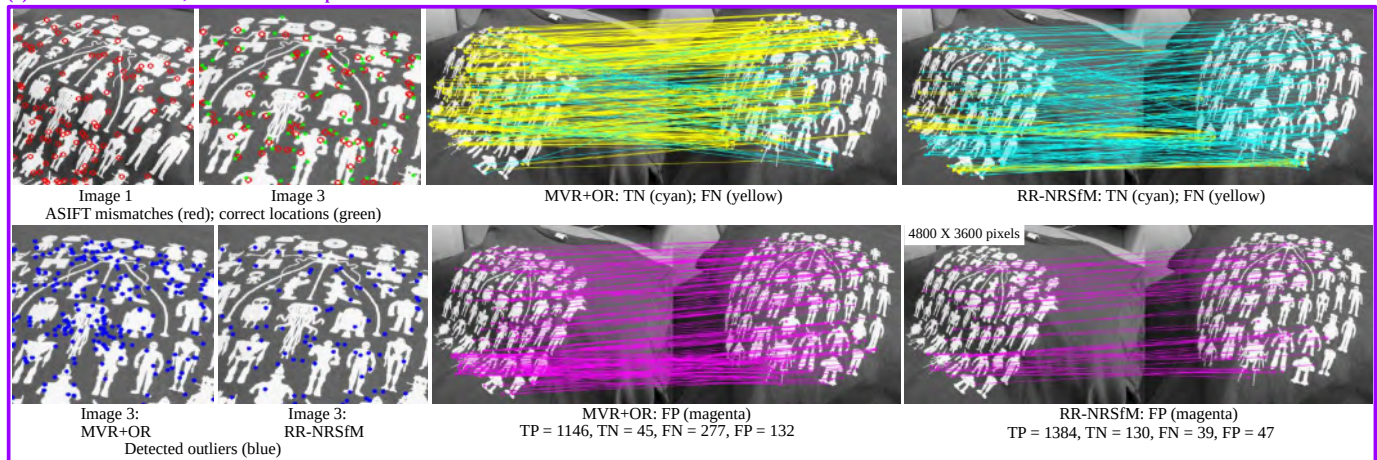 Image 1
Image 3
ASIFT mismatches (red); correct locations (green)
MVR+OR: TN (cyan); FN (yellow)
RR-NRSfM: TN (cyan); FN (yellow)
4800 X 3600 pixels
Image 3:
MVR+OR
Image 3:
RR-NRSfM
Detected outliers (blue)
MVR+OR: FP (magenta)
TP = 1146, TN = 45, FN = 277, FP = 132
RR-NRSfM: FP (magenta)
TP = 1384, TN = 130, FN = 39, FP = 47